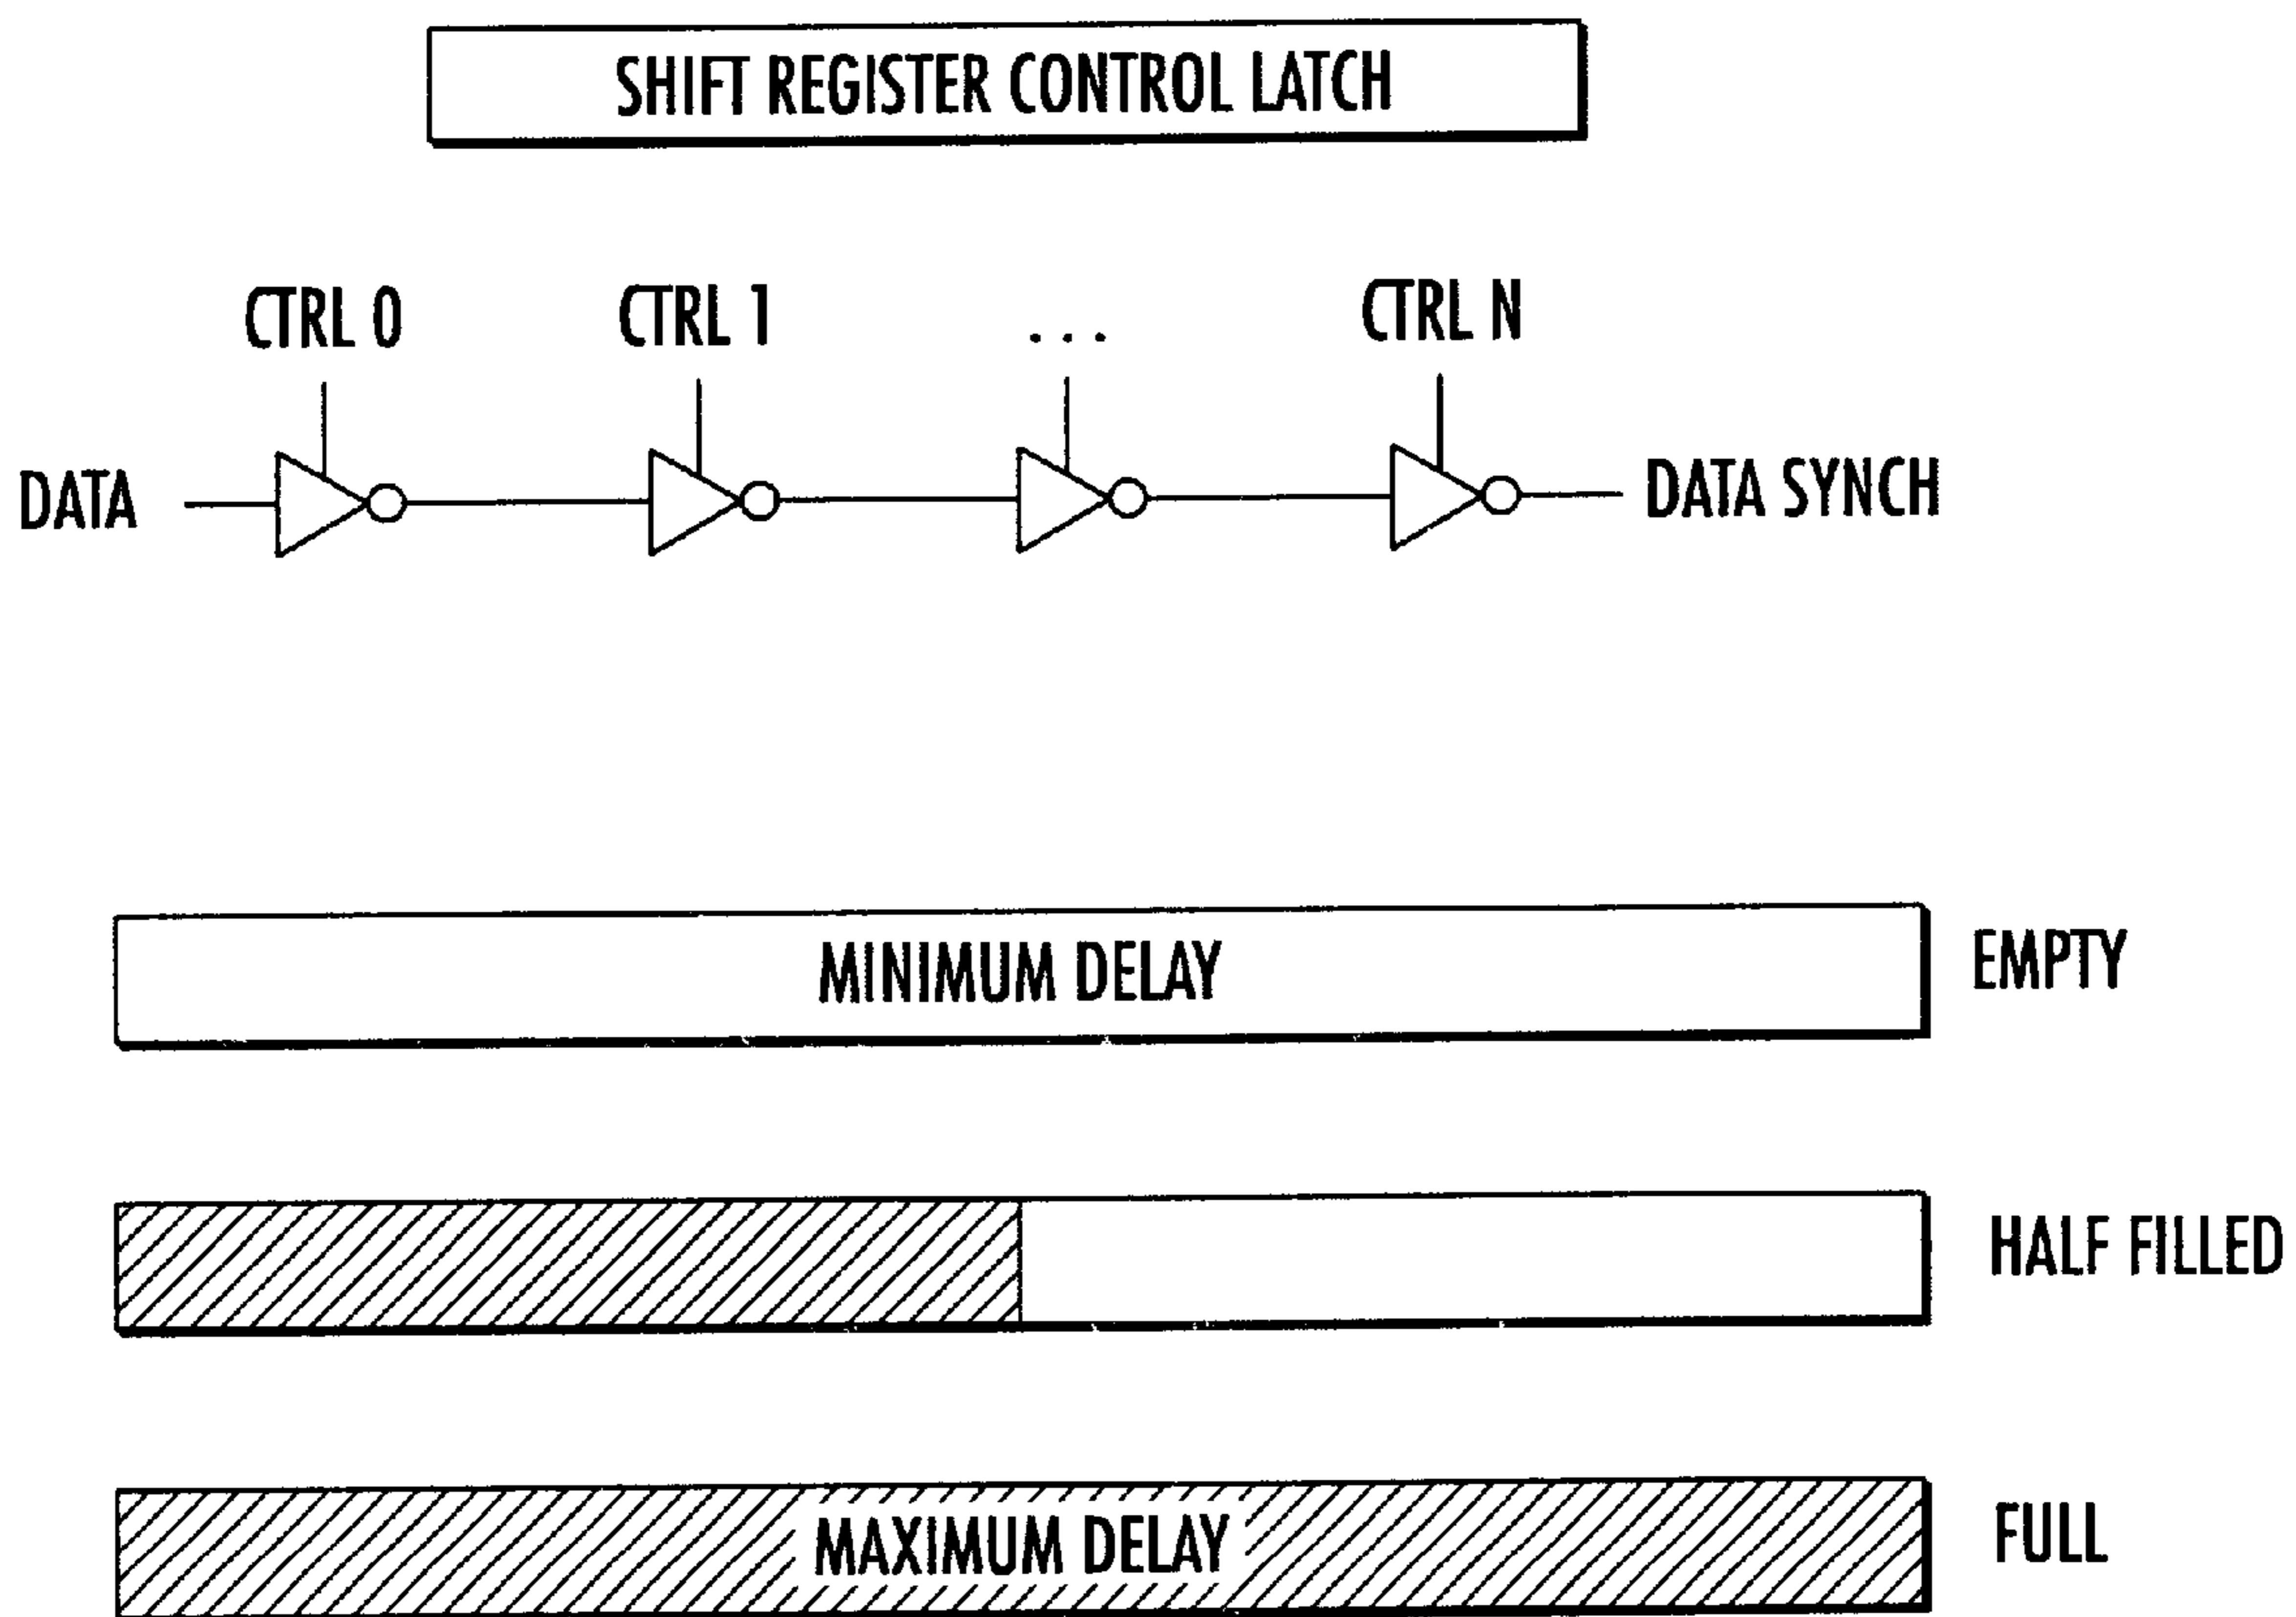 SHIFT REGISTER CONTROL LATCH
CTRL 0 CTRL 1 ... CTRL N
DATA DATA SYNCH
MINIMUM DELAY EMPTY
HALF FILLED
MAXIMUM DELAY FULL